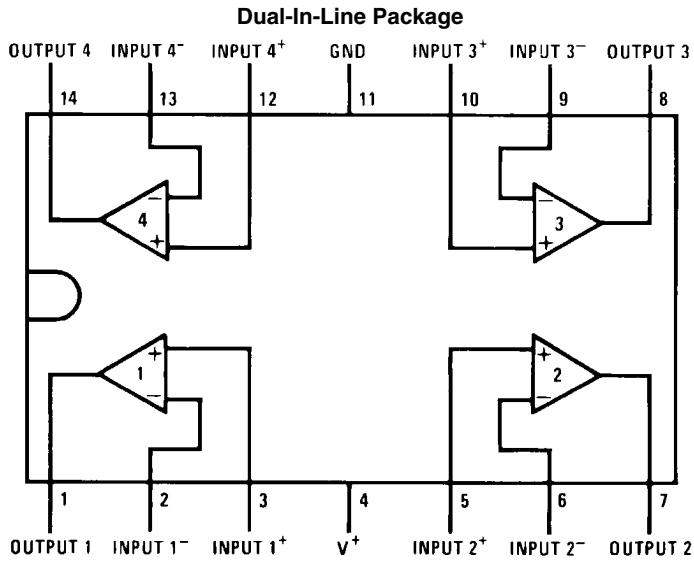 Dual-In-Line Package
OUTPUT 4 INPUT 4⁻ INPUT 4⁺ GND INPUT 3⁺ INPUT 3⁻ OUTPUT 3
14 13 12 11 10 9 8
− −
4 3
+ +
+ +
1 2
− −
1 2 3 4 5 6 7
OUTPUT 1 INPUT 1⁻ INPUT 1⁺ V⁺ INPUT 2⁺ INPUT 2⁻ OUTPUT 2